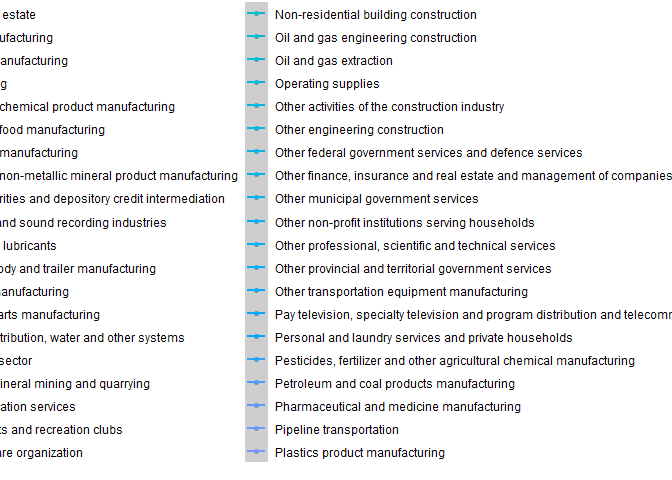 estate
ufacturing
anufacturing
g
chemical product manufacturing
food manufacturing
manufacturing
non-metallic mineral product manufacturing
rities and depository credit intermediation
and sound recording industries
lubricants
ody and trailer manufacturing
anufacturing
arts manufacturing
tribution, water and other systems
sector
ineral mining and quarrying
ation services
ts and recreation clubs
are organization
Non-residential building construction
Oil and gas engineering construction
Oil and gas extraction
Operating supplies
Other activities of the construction industry
Other engineering construction
Other federal government services and defence services
Other finance, insurance and real estate and management of companies
Other municipal government services
Other non-profit institutions serving households
Other professional, scientific and technical services
Other provincial and territorial government services
Other transportation equipment manufacturing
Pay television, specialty television and program distribution and telecomm
Personal and laundry services and private households
Pesticides, fertilizer and other agricultural chemical manufacturing
Petroleum and coal products manufacturing
Pharmaceutical and medicine manufacturing
Pipeline transportation
Plastics product manufacturing